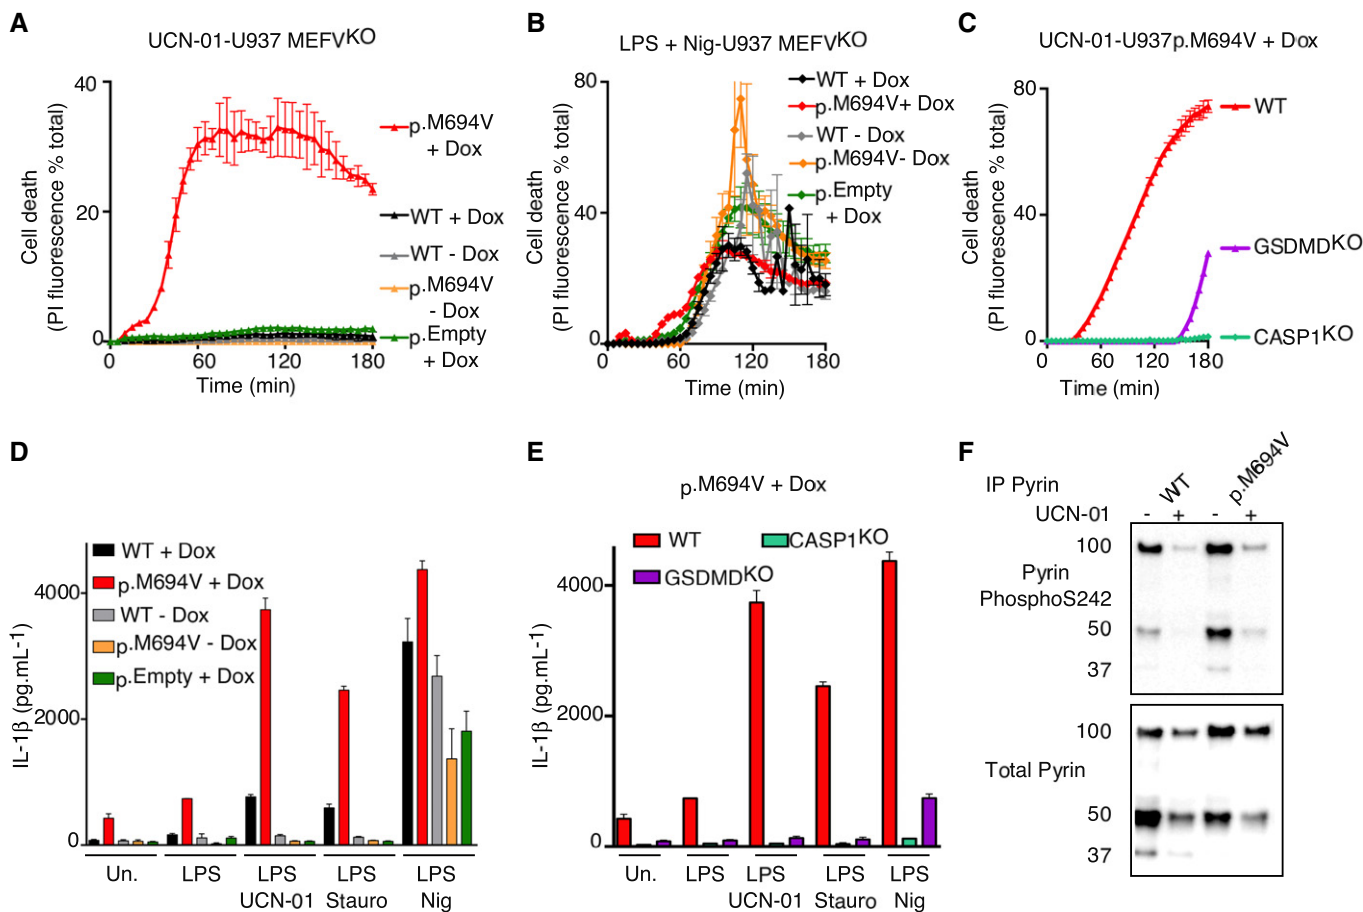 A
UCN-01-U937 MEFVKO
Cell death
(PI fluorescence % total)
40
20
0
0 60 120 180
Time (min)
p.M694V
+ Dox
WT + Dox
WT - Dox
p.M694V
- Dox
p.Empty
+ Dox
B
LPS + Nig-U937 MEFVKO
Cell death
(PI fluorescence % total)
80
40
0
0 60 120 180
Time (min)
WT + Dox
p.M694V+ Dox
WT - Dox
p.M694V- Dox
p.Empty
+ Dox
C
UCN-01-U937p.M694V + Dox
Cell death
(PI fluorescence % total)
80
40
0
0 60 120 180
Time (min)
WT
GSDMDKO
CASP1KO
D
IL-1β (pg.mL-1)
4000
2000
0
WT + Dox
p.M694V + Dox
WT - Dox
p.M694V - Dox
p.Empty + Dox
Un. LPS LPS LPS LPS
UCN-01 Stauro Nig
E
p.M694V + Dox
IL-1β (pg.mL-1)
4000
2000
0
WT CASP1KO
GSDMDKO
Un. LPS LPS LPS LPS
UCN-01 Stauro Nig
F
IP Pyrin
WT p.M694V
UCN-01 - + - +
100
Pyrin
PhosphoS242
50
37
100
Total Pyrin
50
37